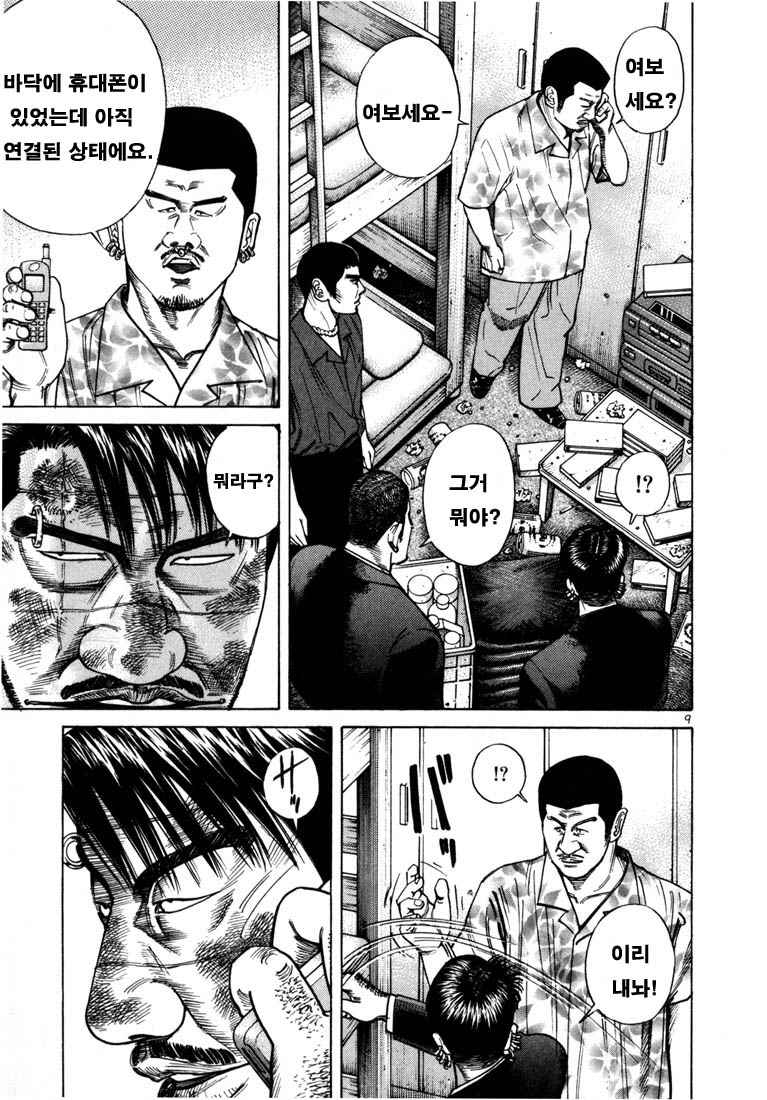 여보
세요?
여보세요-
그거
뭐야?
!?
바닥에 휴대폰이
있었는데 아직
연결된 상태에요.
뭐라구?
9
!?
이리
내놔!
ザッ